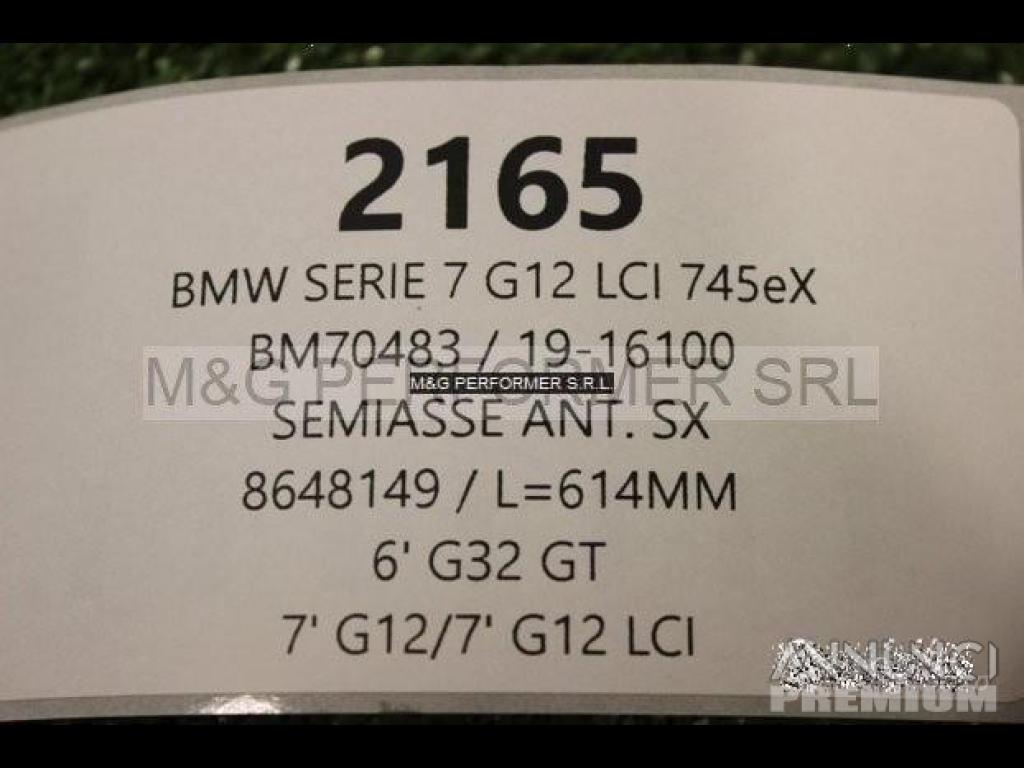 2165
BMW SERIE 7 G12 LCI 745eX
BM70483 / 19-16100
M&G PERFORMER SRL
M&G PERFORMER S.R.L.
SEMIASSE ANT. SX
8648149 / L=614MM
6' G32 GT
7' G12/7' G12 LCI
PREMIUM